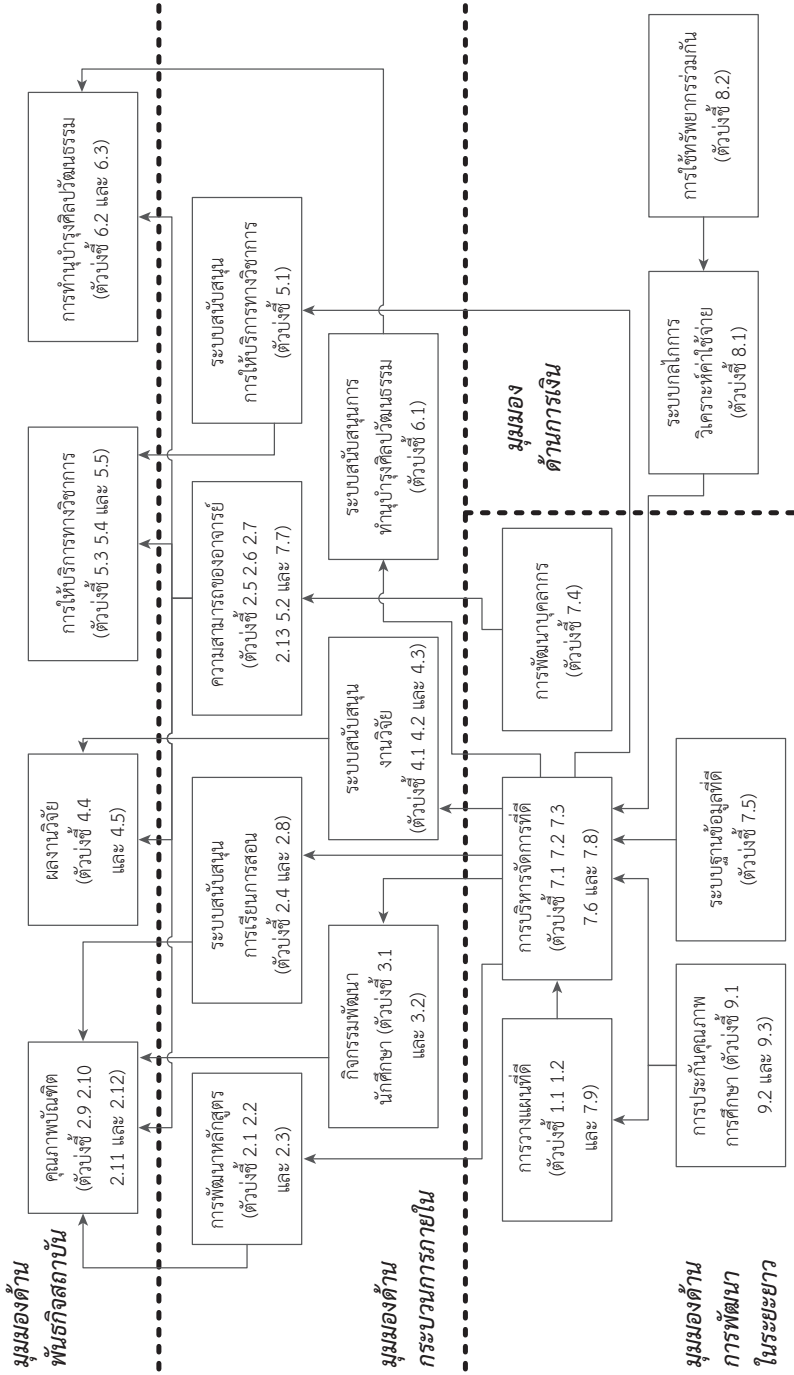 มุมมองด้าน
พันธกิจสถาบัน
คุณภาพบัณฑิต
(ตัวบ่งชี้ 2.9 2.10
2.11 และ 2.12)
ผลงานวิจัย
(ตัวบ่งชี้ 4.4
และ 4.5)
การให้บริการทางวิชาการ
(ตัวบ่งชี้ 5.3 5.4 และ 5.5)
การทำนุบำรุงศิลปวัฒนธรรม
(ตัวบ่งชี้ 6.2 และ 6.3)
มุมมองด้าน
กระบวนการภายใน
การพัฒนาหลักสูตร
(ตัวบ่งชี้ 2.1 2.2
และ 2.3)
ระบบสนับสนุน
การเรียนการสอน
(ตัวบ่งชี้ 2.4 และ 2.8)
ความสามารถของอาจารย์
(ตัวบ่งชี้ 2.5 2.6 2.7
2.13 5.2 และ 7.7)
ระบบสนับสนุน
การให้บริการทางวิชาการ
(ตัวบ่งชี้ 5.1)
กิจกรรมพัฒนา
นักศึกษา (ตัวบ่งชี้ 3.1
และ 3.2)
ระบบสนับสนุน
งานวิจัย
(ตัวบ่งชี้ 4.1 4.2 และ 4.3)
ระบบสนับสนุนการ
ทำนุบำรุงศิลปวัฒนธรรม
(ตัวบ่งชี้ 6.1)
มุมมองด้าน
การพัฒนา
ในระยะยาว
การวางแผนที่ดี
(ตัวบ่งชี้ 1.1 1.2
และ 7.9)
การบริหารจัดการที่ดี
(ตัวบ่งชี้ 7.1 7.2 7.3
7.6 และ 7.8)
การพัฒนาบุคลากร
(ตัวบ่งชี้ 7.4)
การประกันคุณภาพ
การศึกษา (ตัวบ่งชี้ 9.1
9.2 และ 9.3)
ระบบฐานข้อมูลที่ดี
(ตัวบ่งชี้ 7.5)
มุมมอง
ด้านการเงิน
ระบบกลไกการ
วิเคราะห์ค่าใช้จ่าย
(ตัวบ่งชี้ 8.1)
การใช้ทรัพยากรร่วมกัน
(ตัวบ่งชี้ 8.2)